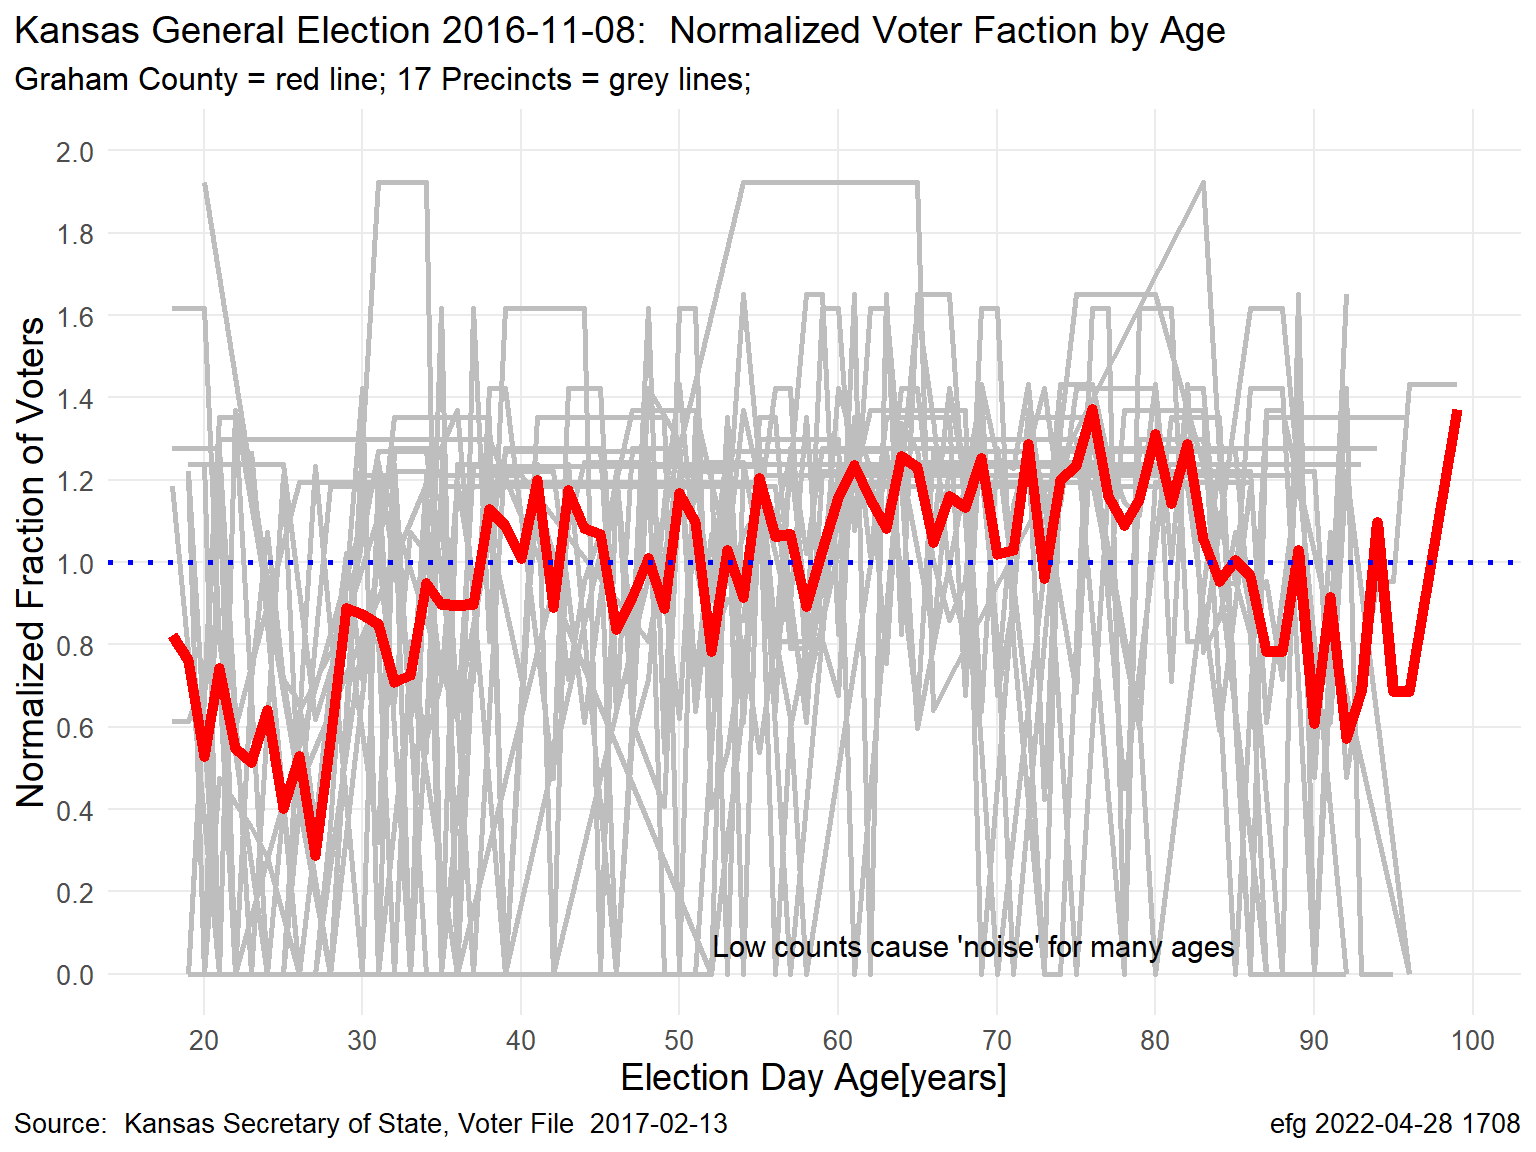 Kansas General Election 2016-11-08:  Normalized Voter Faction by Age
Graham County = red line; 17 Precincts = grey lines;
Normalized Fraction of Voters
2.0
1.8
1.6
1.4
1.2
1.0
0.8
0.6
0.4
0.2
0.0
Low counts cause 'noise' for many ages
20 30 40 50 60 70 80 90 100
Election Day Age[years]
Source:  Kansas Secretary of State, Voter File  2017-02-13
efg 2022-04-28 1708